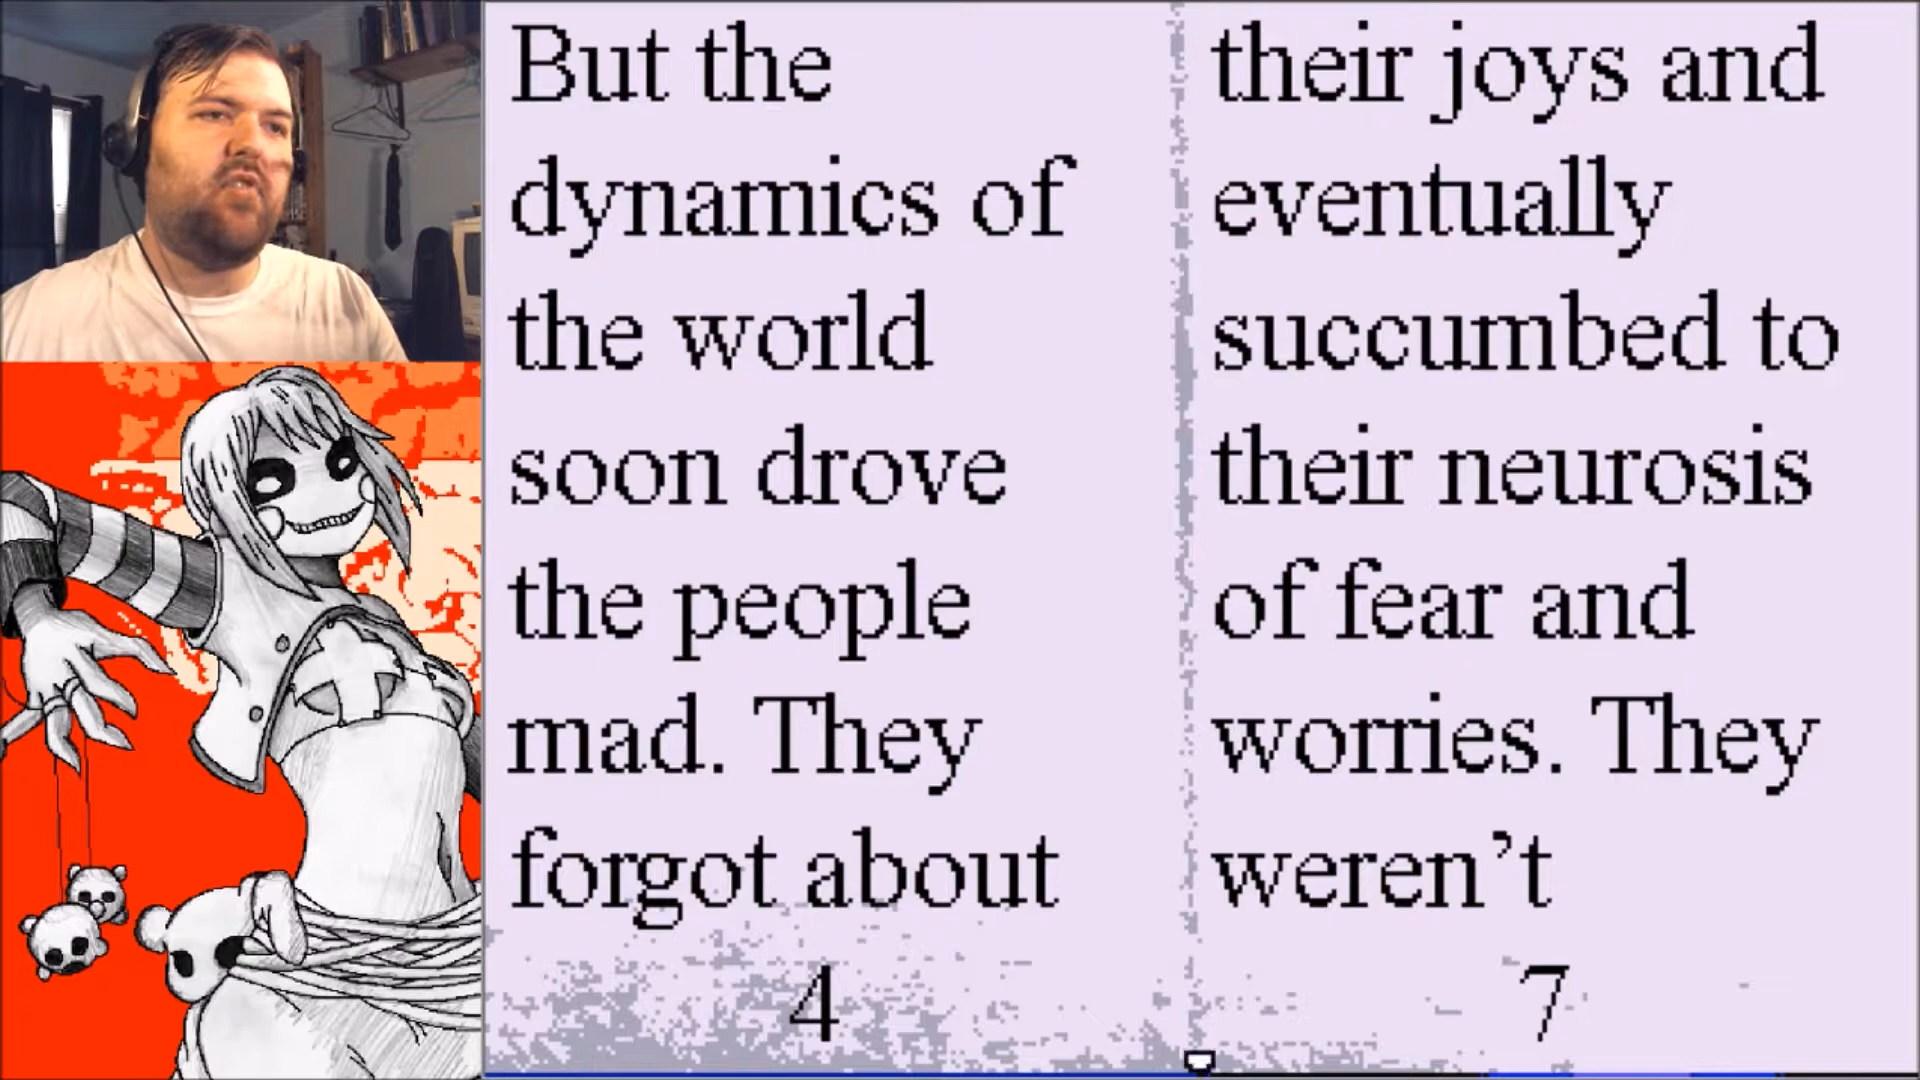 But the
dynamics of
the world
soon drove
the people
mad. They
forgot about
4
their joys and
eventually
succumbed to
their neurosis
of fear and
worries. They
weren’t
7